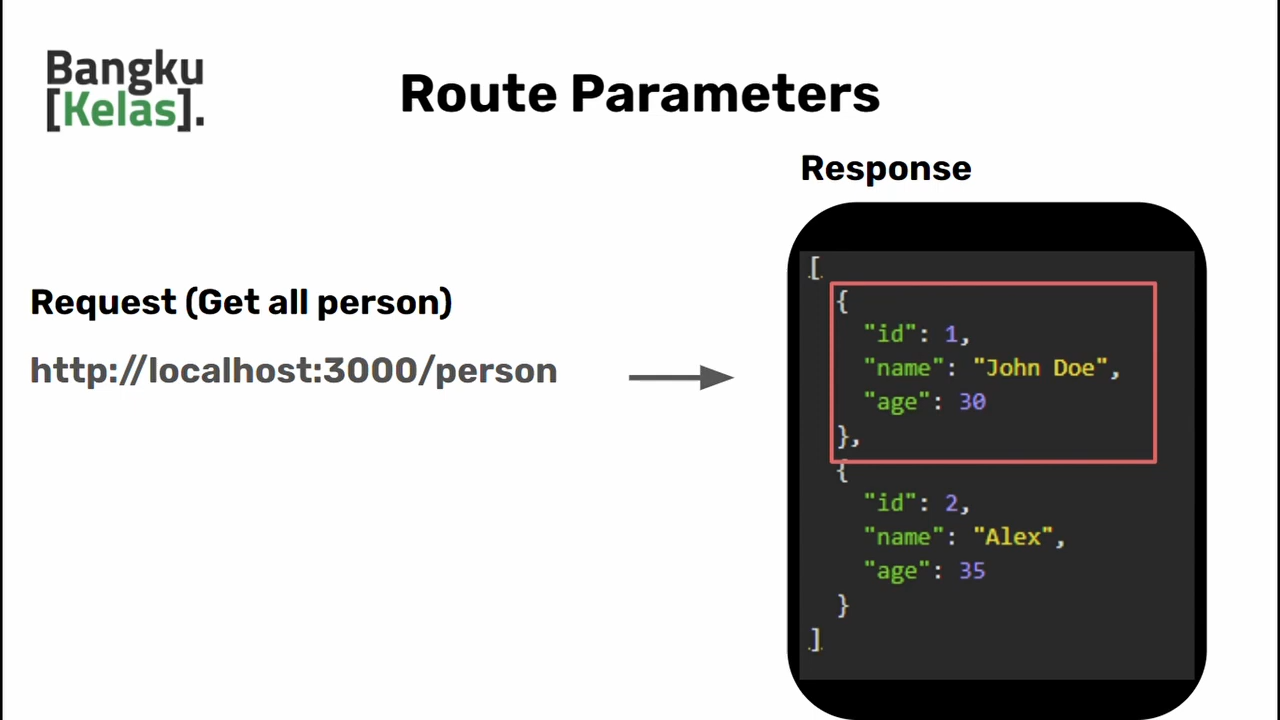 Bangku
[Kelas].
Route Parameters
Response
Request (Get all person)
http://localhost:3000/person
[
{
"id": 1,
"name": "John Doe",
"age": 30
},
{
"id": 2,
"name": "Alex",
"age": 35
}
]